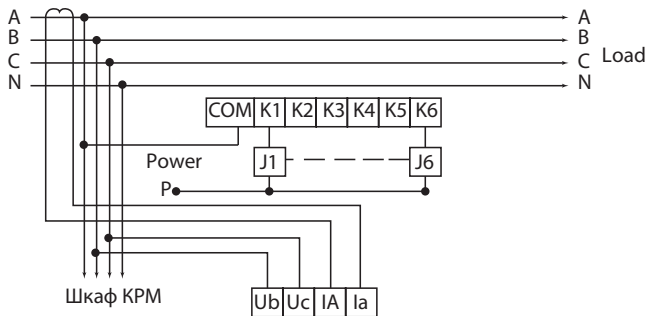 A A
B B
C C Load
N N
COM K1 K2 K3 K4 K5 K6
Power J1 J6
P
Шкаф КРМ
Ub Uc IA Ia